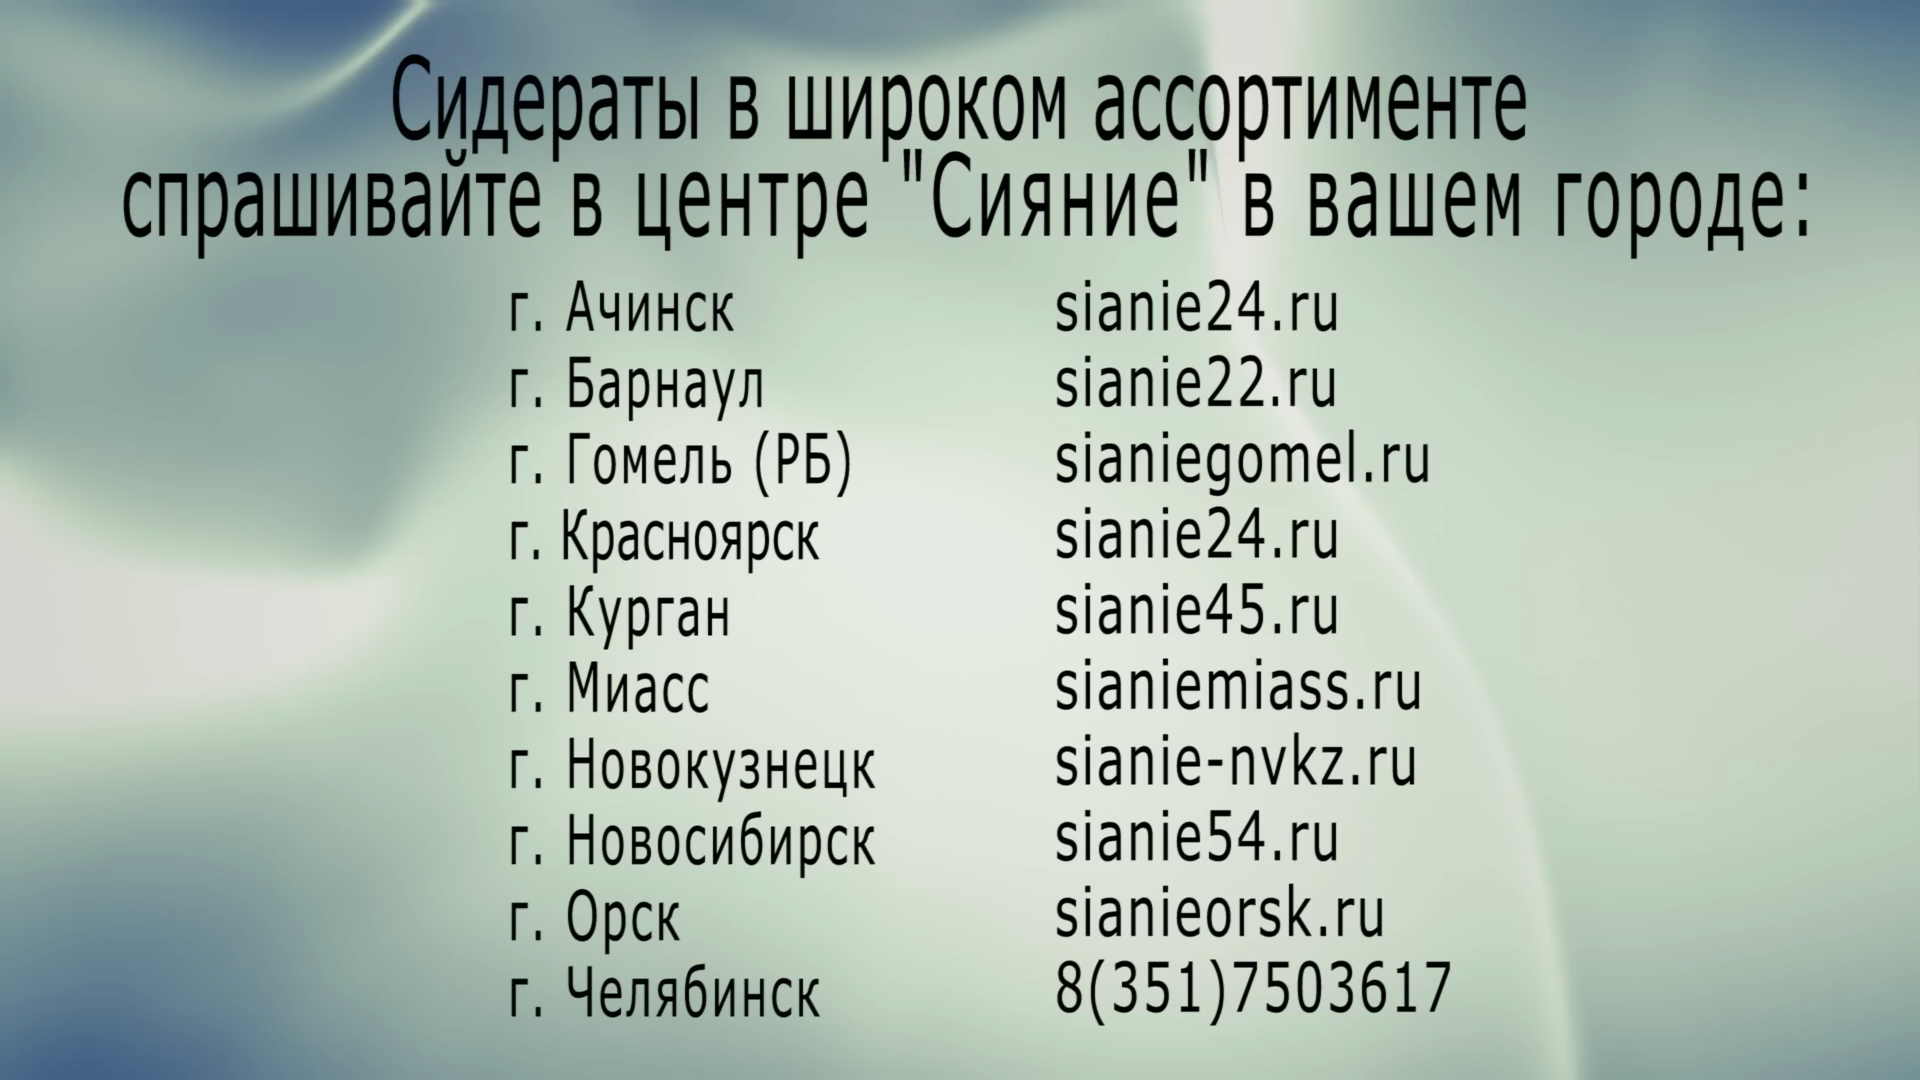 Сидераты в широком ассортименте
спрашивайте в центре "Сияние" в вашем городе:
г. Ачинск sianie24.ru
г. Барнаул sianie22.ru
г. Гомель (РБ) sianiegomel.ru
г. Красноярск sianie24.ru
г. Курган sianie45.ru
г. Миасс sianiemiass.ru
г. Новокузнецк sianie-nvkz.ru
г. Новосибирск sianie54.ru
г. Орск sianieorsk.ru
г. Челябинск 8(351)7503617